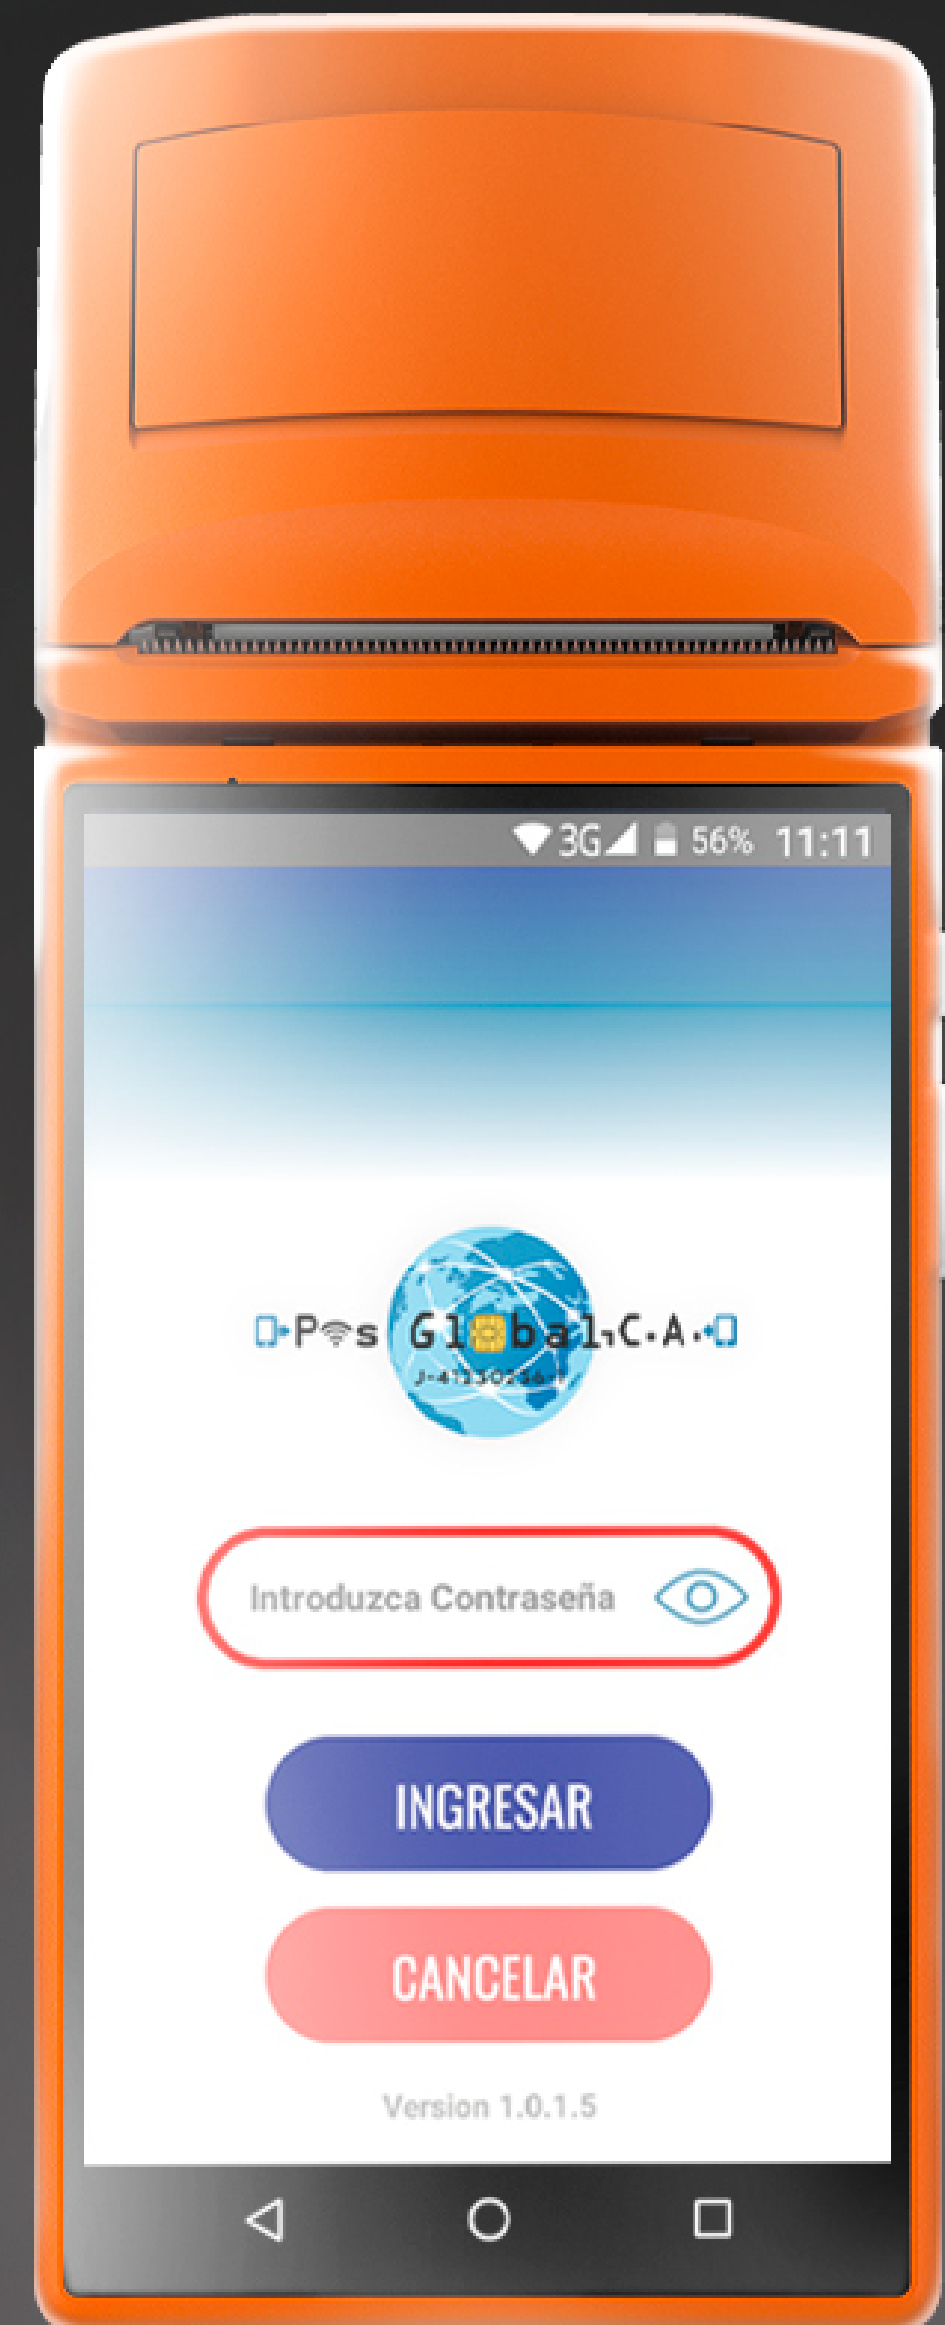 3G 56% 11:11
Pos Global, C.A.
Introduzca Contraseña
INGRESAR
CANCELAR
Version 1.0.1.5